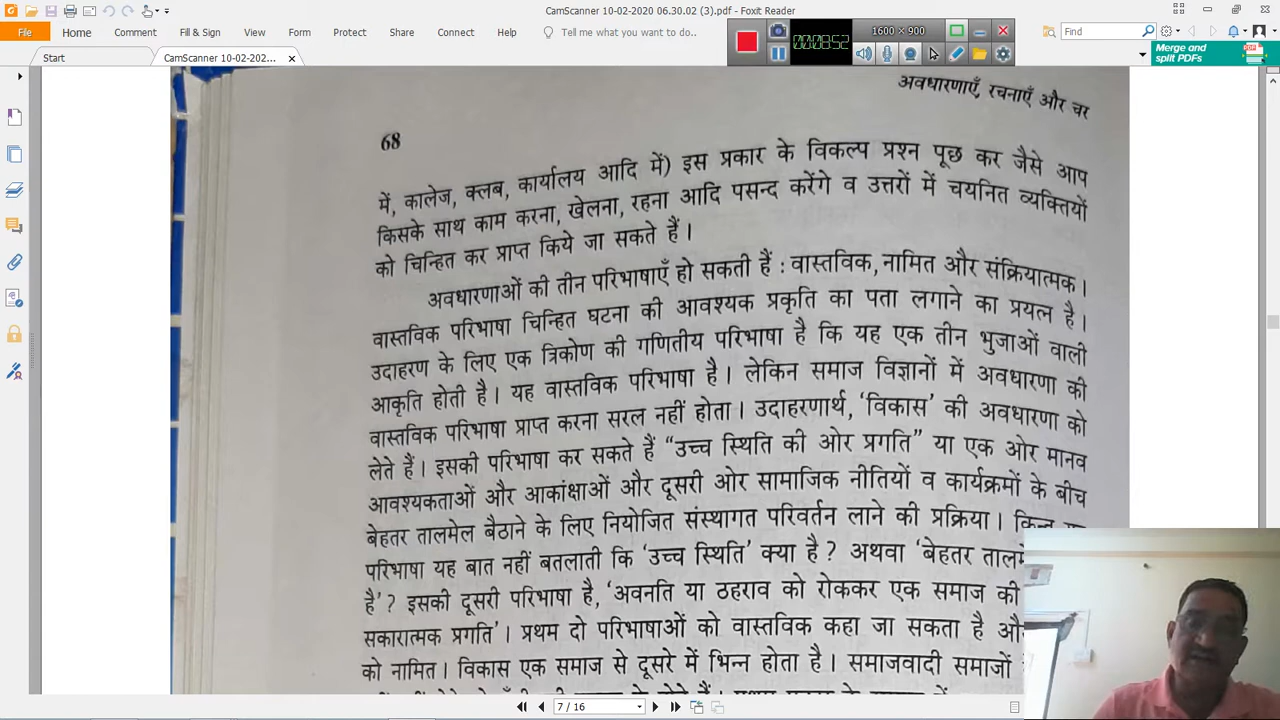 CamScanner 10-02-2020 06.30.02 (3).pdf - Foxit Reader
File Home Comment Fill & Sign View Form Protect Share Connect Help Tell me what you want to do.. Find
1600 × 900
00:08:52
Start CamScanner 10-02-202... ×
Merge and
split PDFs
अवधारणाएँ, रचनाएँ और चर
68
में, कालेज, क्लब, कार्यालय आदि में) इस प्रकार के विकल्प प्रश्न पूछ कर जैसे आप
किसके साथ काम करना, खेलना, रहना आदि पसन्द करेंगे व उत्तरों में चयनित व्यक्तियों
को चिन्हित कर प्राप्त किये जा सकते हैं।
अवधारणाओं की तीन परिभाषाएँ हो सकती हैं : वास्तविक, नामित और संक्रियात्मक।
वास्तविक परिभाषा चिन्हित घटना की आवश्यक प्रकृति का पता लगाने का प्रयत्न है।
उदाहरण के लिए एक त्रिकोण की गणितीय परिभाषा है कि यह एक तीन भुजाओं वाली
आकृति होती है। यह वास्तविक परिभाषा है। लेकिन समाज विज्ञानों में अवधारणा की
वास्तविक परिभाषा प्राप्त करना सरल नहीं होता। उदाहरणार्थ, ‘विकास’ की अवधारणा को
लेते हैं। इसकी परिभाषा कर सकते हैं “उच्च स्थिति की ओर प्रगति” या एक ओर मानव
आवश्यकताओं और आकांक्षाओं और दूसरी ओर सामाजिक नीतियों व कार्यक्रमों के बीच
बेहतर तालमेल बैठाने के लिए नियोजित संस्थागत परिवर्तन लाने की प्रक्रिया।
परिभाषा यह बात नहीं बतलाती कि ‘उच्च स्थिति’ क्या है? अथवा ‘बेहतर
है’? इसकी दूसरी परिभाषा है, ‘अवनति या ठहराव को रोककर एक समाज की
सकारात्मक प्रगति’। प्रथम दो परिभाषाओं को वास्तविक कहा जा सकता है
को नामित। विकास एक समाज से दूसरे में भिन्न होता है। समाजवादी समाजों
7 / 16